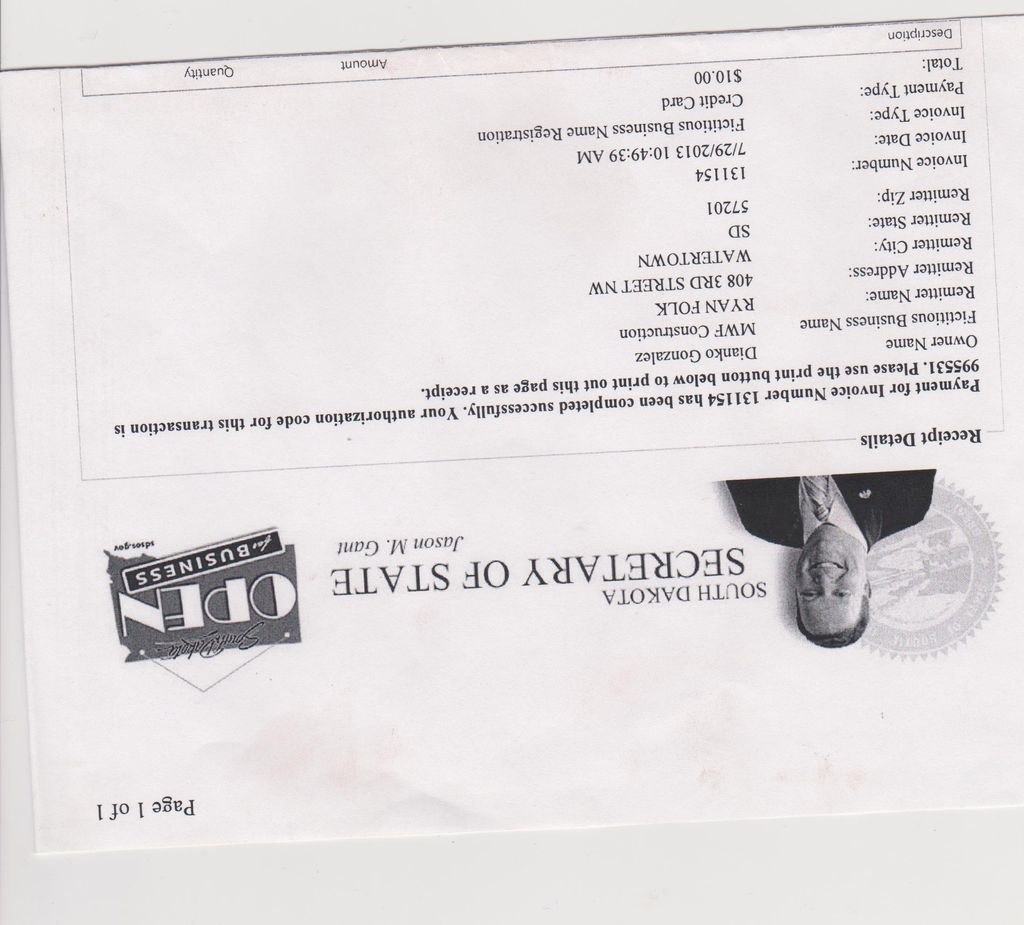 Page 1 of 1
SOUTH DAKOTA
SECRETARY OF STATE
Jason M. Gant
South Dakota
OPEN
for BUSINESS
sdsos.gov
Receipt Details
Payment for Invoice Number 131154 has been completed successfully. Your authorization code for this transaction is
995531. Please use the print button below to print out this page as a receipt.
Owner Name Dianko Gonzalez
Fictitious Business Name MWF Construction
Remitter Name: RYAN FOLK
Remitter Address: 408 3RD STREET NW
Remitter City: WATERTOWN
Remitter State: SD
Remitter Zip: 57201
Invoice Number: 131154
Invoice Date: 7/29/2013 10:49:39 AM
Invoice Type: Fictitious Business Name Registration
Payment Type: Credit Card
Total: $10.00
Description Amount Quantity